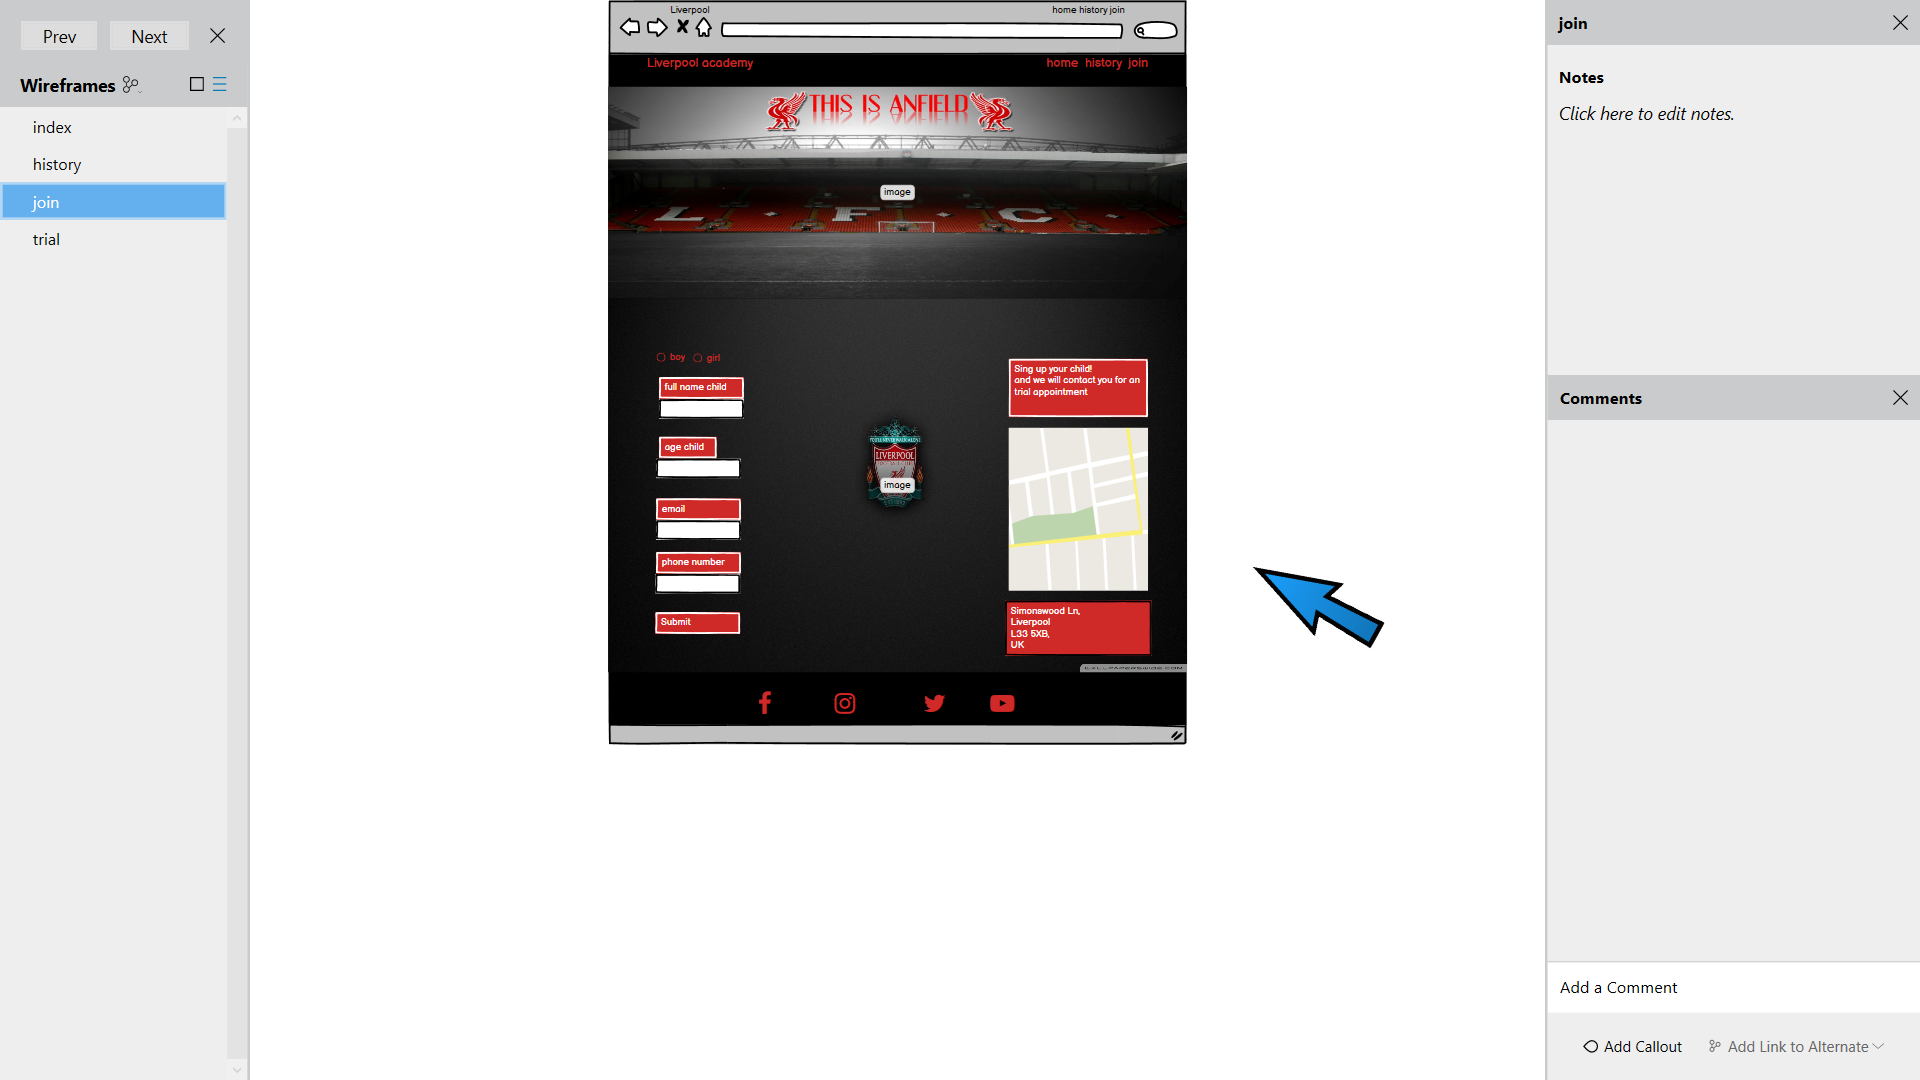 Prev Next
Wireframes
index
history
join
trial
Liverpool
home history join
Liverpool academy
home history join
THIS IS ANFIELD
image
L F C
boy girl
full name child
age child
email
phone number
Submit
LIVERPOOL
image
Sing up your child!
and we will contact you for an
trial appointment
Simonswood Ln,
Liverpool
L33 5XB,
UK
WALLPAPERSWIDE.COM
join
Notes
Click here to edit notes.
Comments
Add a Comment
Add Callout Add Link to Alternate